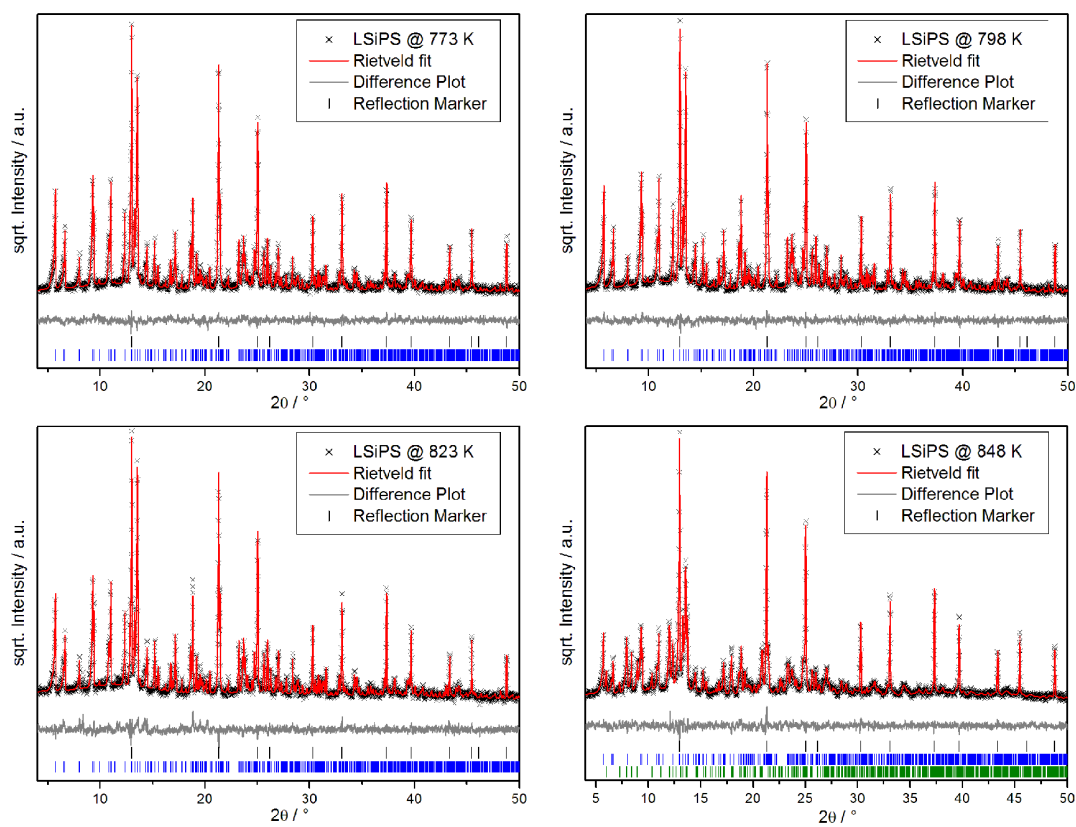 sqrt. Intensity / a.u.
LSiPS @ 773 K
Rietveld fit
Difference Plot
Reflection Marker
10 20 30 40 50
2θ / °
sqrt. Intensity / a.u.
LSiPS @ 798 K
Rietveld fit
Difference Plot
Reflection Marker
10 20 30 40 50
2θ / °
sqrt. Intensity / a.u.
LSiPS @ 823 K
Rietveld fit
Difference Plot
Reflection Marker
10 20 30 40 50
2θ / °
sqrt. Intensity / a.u.
LSiPS @ 848 K
Rietveld fit
Difference Plot
Reflection Marker
5 10 15 20 25 30 35 40 45 50
2θ / °